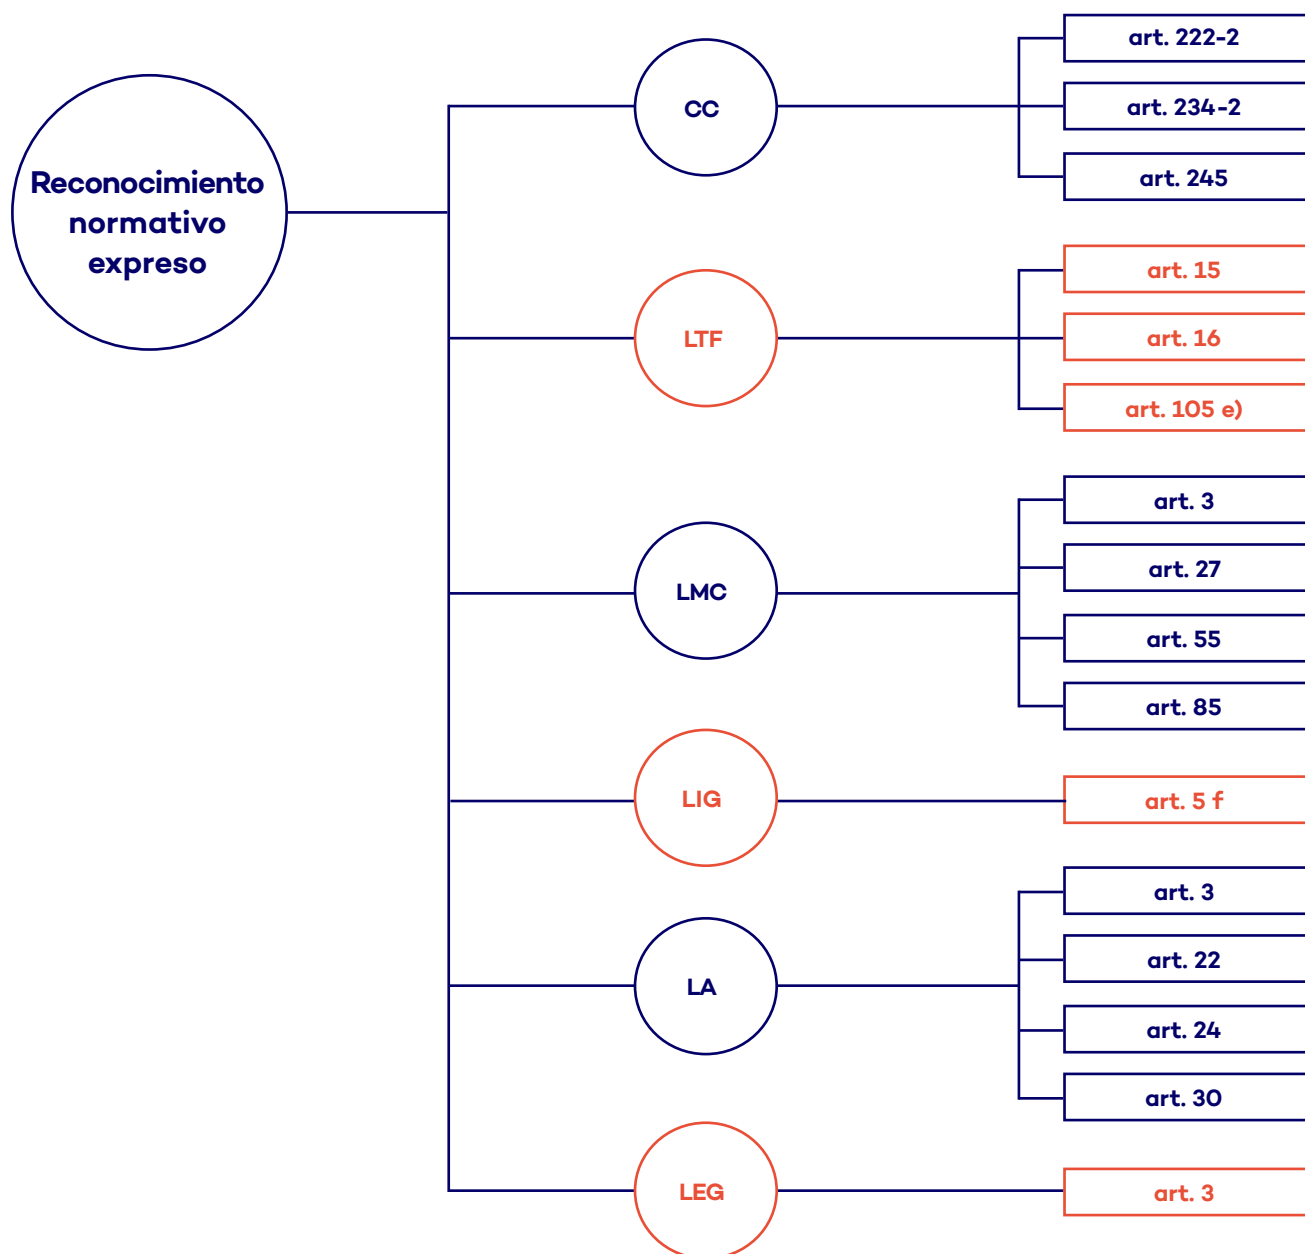 Reconocimiento
normativo
expreso
CC
art. 222-2
art. 234-2
art. 245
LTF
art. 15
art. 16
art. 105 e)
LMC
art. 3
art. 27
art. 55
art. 85
LIG
art. 5 f
LA
art. 3
art. 22
art. 24
art. 30
LEG
art. 3